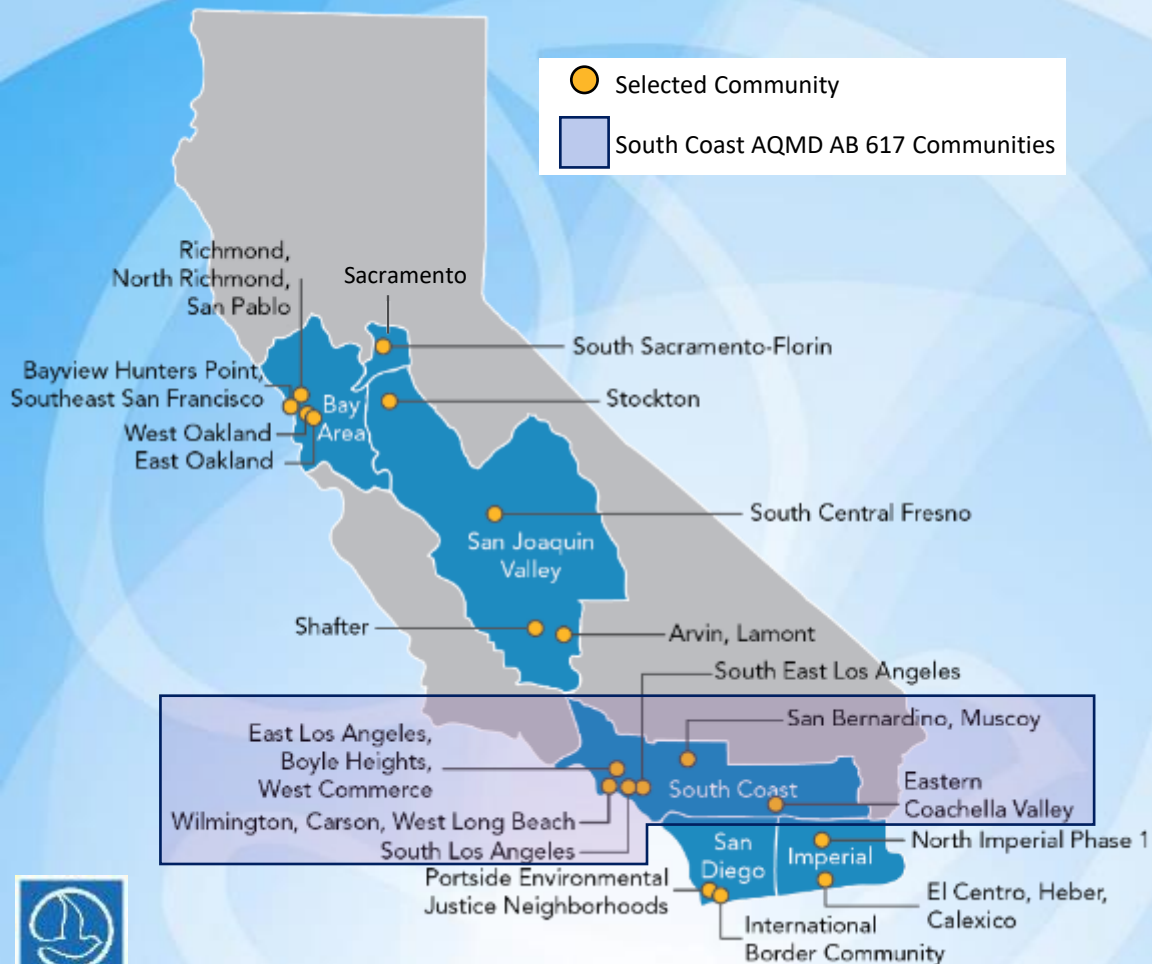 Selected Community
South Coast AQMD AB 617 Communities
Richmond,
North Richmond,
San Pablo
Sacramento
South Sacramento-Florin
Bayview Hunters Point,
Southeast San Francisco
Bay
Area
Stockton
West Oakland
East Oakland
South Central Fresno
San Joaquin
Valley
Shafter
Arvin, Lamont
South East Los Angeles
San Bernardino, Muscoy
East Los Angeles,
Boyle Heights,
West Commerce
South Coast
Eastern
Coachella Valley
Wilmington, Carson, West Long Beach
South Los Angeles
San
Diego
Imperial
North Imperial Phase 1
Portside Environmental
Justice Neighborhoods
El Centro, Heber,
Calexico
International
Border Community